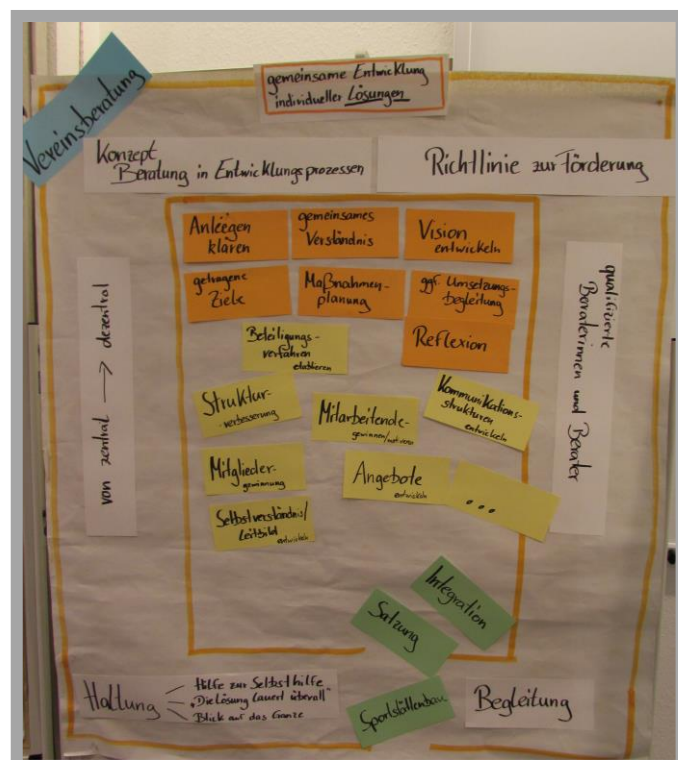 Vereinsberatung
gemeinsame Entwicklung
individueller Lösungen
Konzept
Beratung in Entwicklungsprozessen
Richtlinie zur Förderung
Anliegen
klären
gemeinsames
Verständnis
Vision
entwickeln
getragene
Ziele
Maßnahmen-
planung
ggf. Umsetzungs-
begleitung
Reflexion
Beteiligungs-
verfahren
etablieren
von zentral → dezentral
qualifizierte
Beraterinnen und Berater
Struktur-
-verbesserung
Mitarbeitende-
gewinnen/motivieren
Kommunikations-
strukturen
entwickeln
Mitglieder-
gewinnung
Angebote
entwickeln
...
Selbstverständnis/
Leitbild
entwickeln
Integration
Satzung
Sportstättenbau
Haltung
Hilfe zur Selbsthilfe
"Die Lösung lauert überall"
Blick auf das Ganze
Begleitung